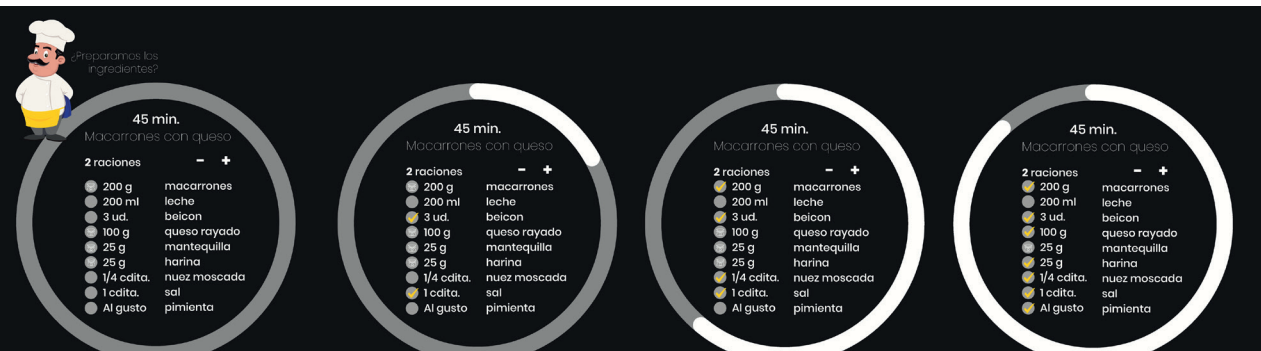 ¿Preparamos los
ingredientes?
45 min.
Macarrones con queso
2 raciones - +
200 g macarrones
200 ml leche
3 ud. beicon
100 g queso rayado
25 g mantequilla
25 g harina
1/4 cdita. nuez moscada
1 cdita. sal
Al gusto pimienta
45 min.
Macarrones con queso
2 raciones - +
200 g macarrones
200 ml leche
3 ud. beicon
100 g queso rayado
25 g mantequilla
25 g harina
1/4 cdita. nuez moscada
1 cdita. sal
Al gusto pimienta
45 min.
Macarrones con queso
2 raciones - +
200 g macarrones
200 ml leche
3 ud. beicon
100 g queso rayado
25 g mantequilla
25 g harina
1/4 cdita. nuez moscada
1 cdita. sal
Al gusto pimienta
45 min.
Macarrones con queso
2 raciones - +
200 g macarrones
200 ml leche
3 ud. beicon
100 g queso rayado
25 g mantequilla
25 g harina
1/4 cdita. nuez moscada
1 cdita. sal
Al gusto pimienta